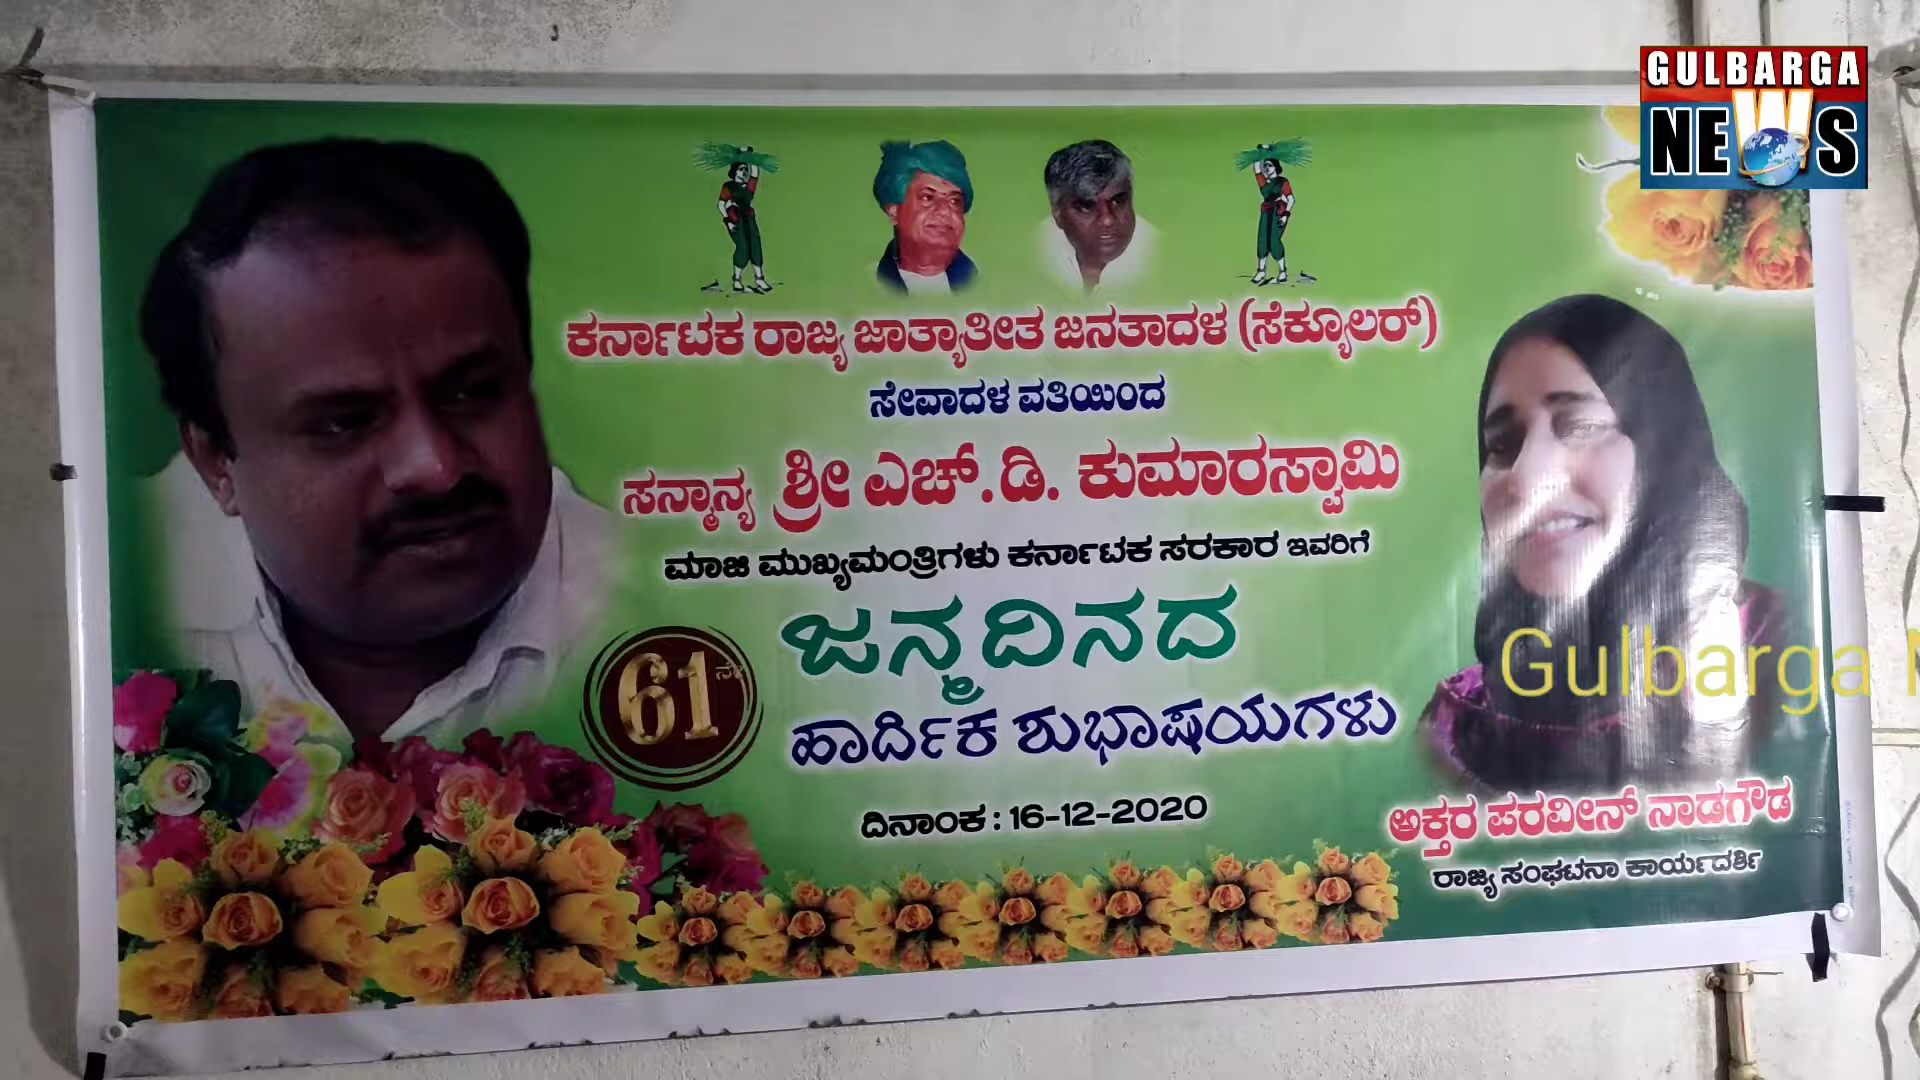 GULBARGA
NEWS
ಕರ್ನಾಟಕ ರಾಜ್ಯ ಜಾತ್ಯಾತೀತ ಜನತಾದಳ (ಸೆಕ್ಯೂಲರ್)
ಸೇವಾದಳ ವತಿಯಿಂದ
ಸನ್ಮಾನ್ಯ ಶ್ರೀ ಎಚ್.ಡಿ. ಕುಮಾರಸ್ವಾಮಿ
ಮಾಜಿ ಮುಖ್ಯಮಂತ್ರಿಗಳು ಕರ್ನಾಟಕ ಸರಕಾರ ಇವರಿಗೆ
61ನೇ
ಜನ್ಮದಿನದ
ಹಾರ್ದಿಕ ಶುಭಾಷಯಗಳು
ದಿನಾಂಕ : 16-12-2020
Gulbarga N
ಅಕ್ತರ ಪರವೀನ್ ನಾಡಗೌಡ
ರಾಜ್ಯ ಸಂಘಟನಾ ಕಾರ್ಯದರ್ಶಿ